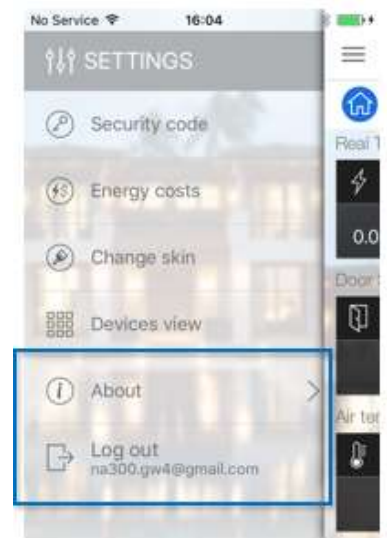 No Service 16:04
SETTINGS
Security code
Energy costs
Change skin
Devices view
About
Log out
na300.gw4@gmail.com
Real T
0.0
Door
Air ter